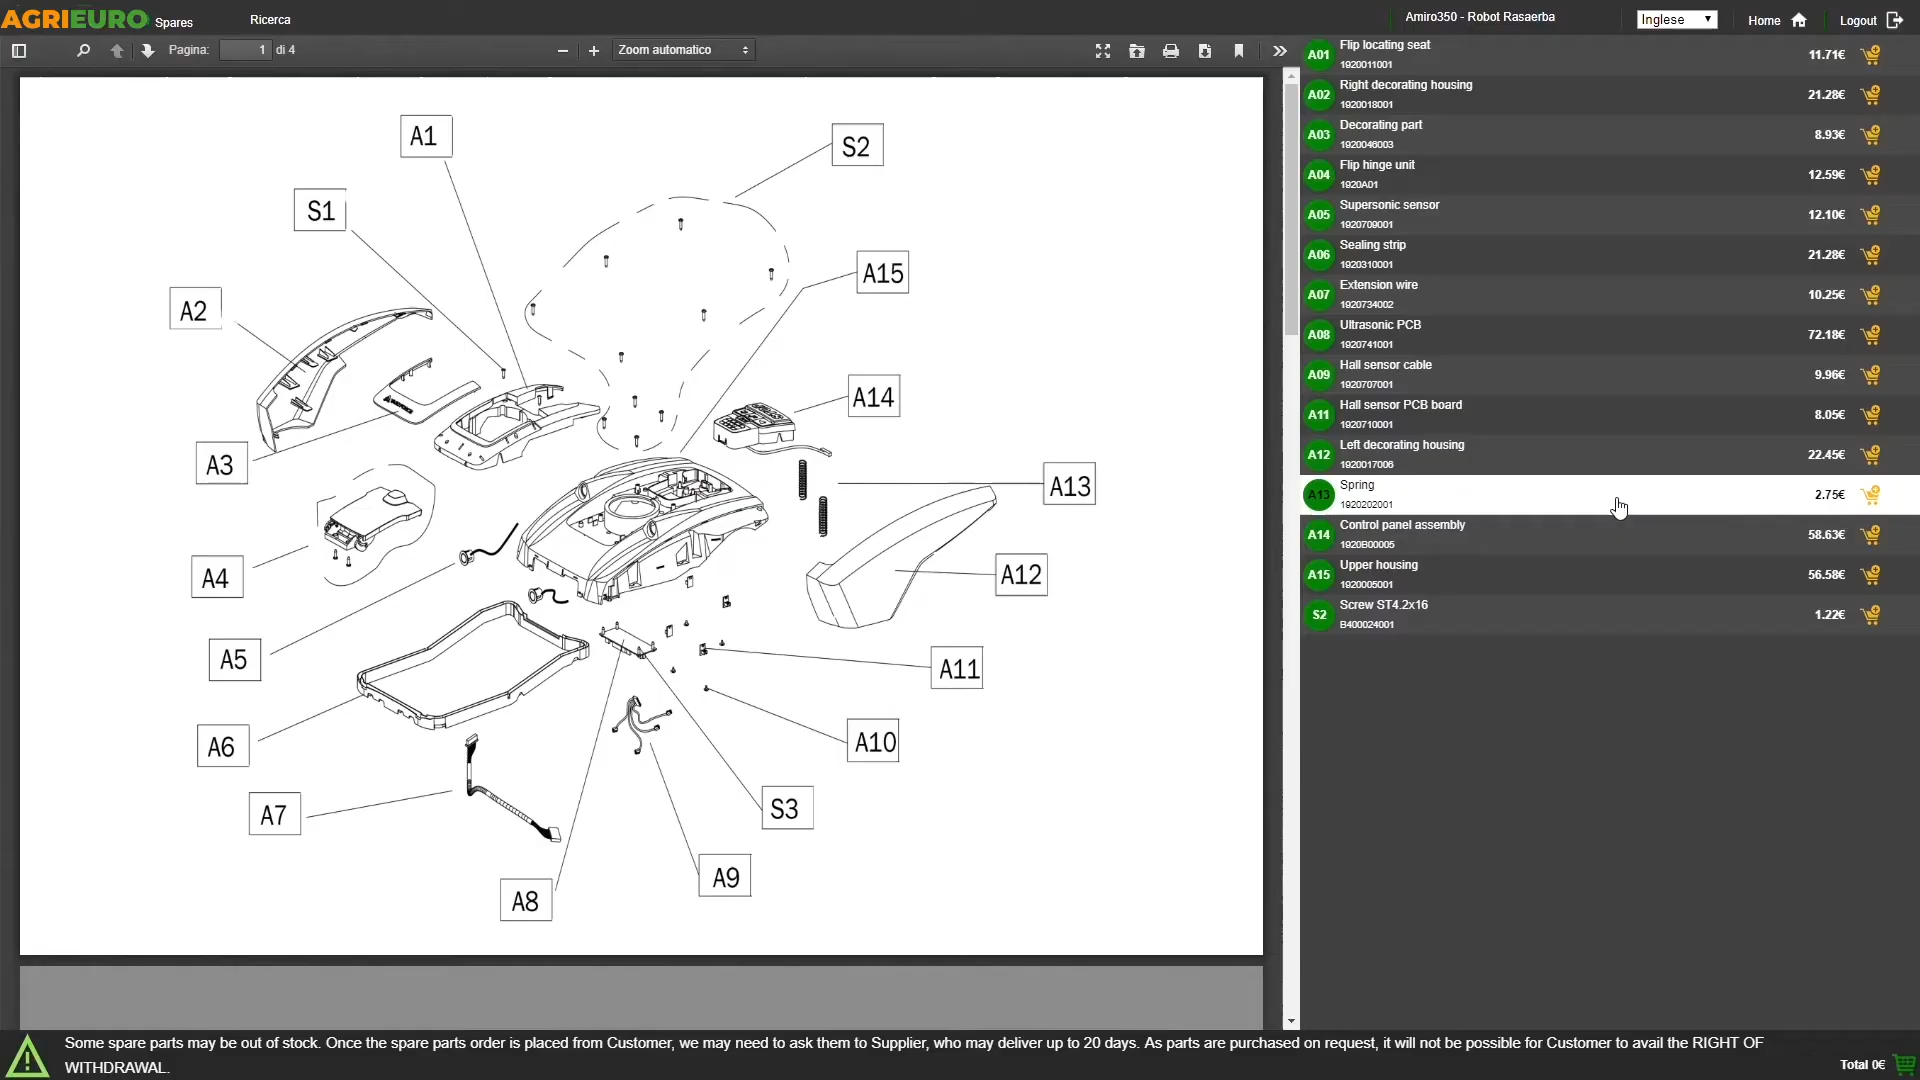 AGRIEURO Spares
Ricerca
Amiro350 - Robot Rasaerba
Inglese
Home
Logout
Pagina: 1 di 4
Zoom automatico
A1
S2
S1
A15
A2
A14
A3
A13
A4
A12
A5
A11
A6
A10
A7
S3
A9
A8
A01 Flip locating seat 11.71€
1920011001
A02 Right decorating housing 21.28€
1920018001
A03 Decorating part 8.93€
1920046003
A04 Flip hinge unit 12.59€
1920A01
A05 Supersonic sensor 12.10€
1920709001
A06 Sealing strip 21.28€
1920310001
A07 Extension wire 10.25€
1920734002
A08 Ultrasonic PCB 72.18€
1920741001
A09 Hall sensor cable 9.96€
1920707001
A11 Hall sensor PCB board 8.05€
1920710001
A12 Left decorating housing 22.45€
1920017006
A13 Spring 2.75€
1920202001
A14 Control panel assembly 58.63€
1920B00005
A15 Upper housing 56.58€
1920005001
S2 Screw ST4.2x16 1.22€
B400024001
Some spare parts may be out of stock. Once the spare parts order is placed from Customer, we may need to ask them to Supplier, who may deliver up to 20 days. As parts are purchased on request, it will not be possible for Customer to avail the RIGHT OF
WITHDRAWAL.
Total 0€